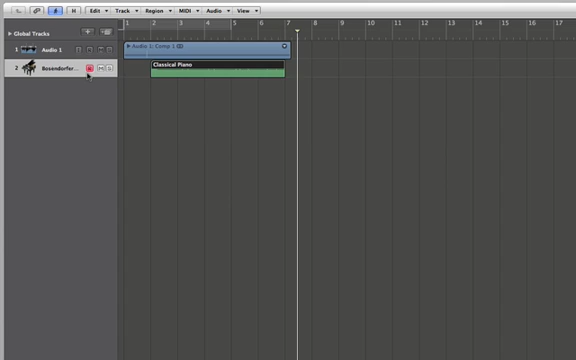 H Edit Track Region MIDI Audio View
1 2 3 4 5 6 7 8 9 10 11 12 13 14 15 16 17
Global Tracks
1 Audio 1 I R M S
Audio 1: Comp 1
2 Bosendorfer... R M S
Classical Piano